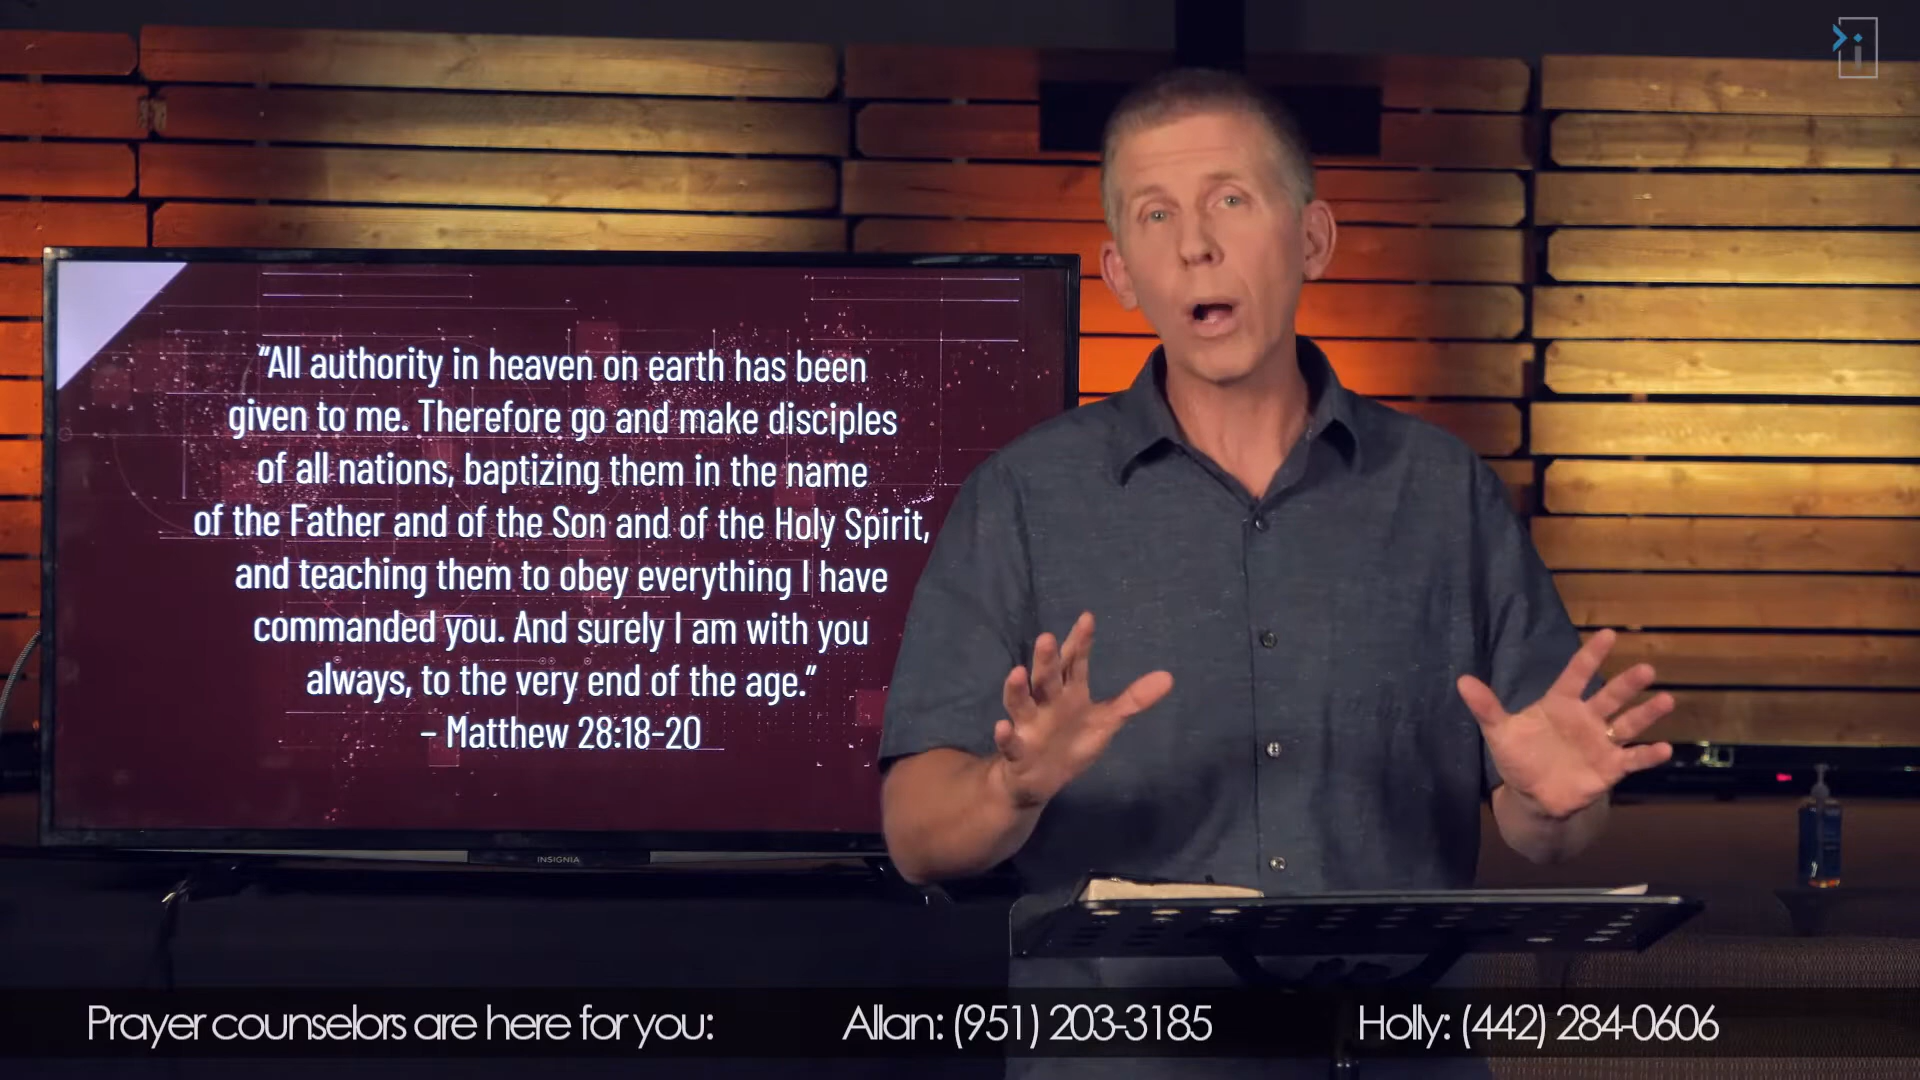 “All authority in heaven on earth has been
given to me. Therefore go and make disciples
of all nations, baptizing them in the name
of the Father and of the Son and of the Holy Spirit,
and teaching them to obey everything I have
commanded you. And surely I am with you
always, to the very end of the age.”
– Matthew 28:18-20
INSIGNIA
Prayer counselors are here for you: Allan: (951) 203-3185 Holly: (442) 284-0606